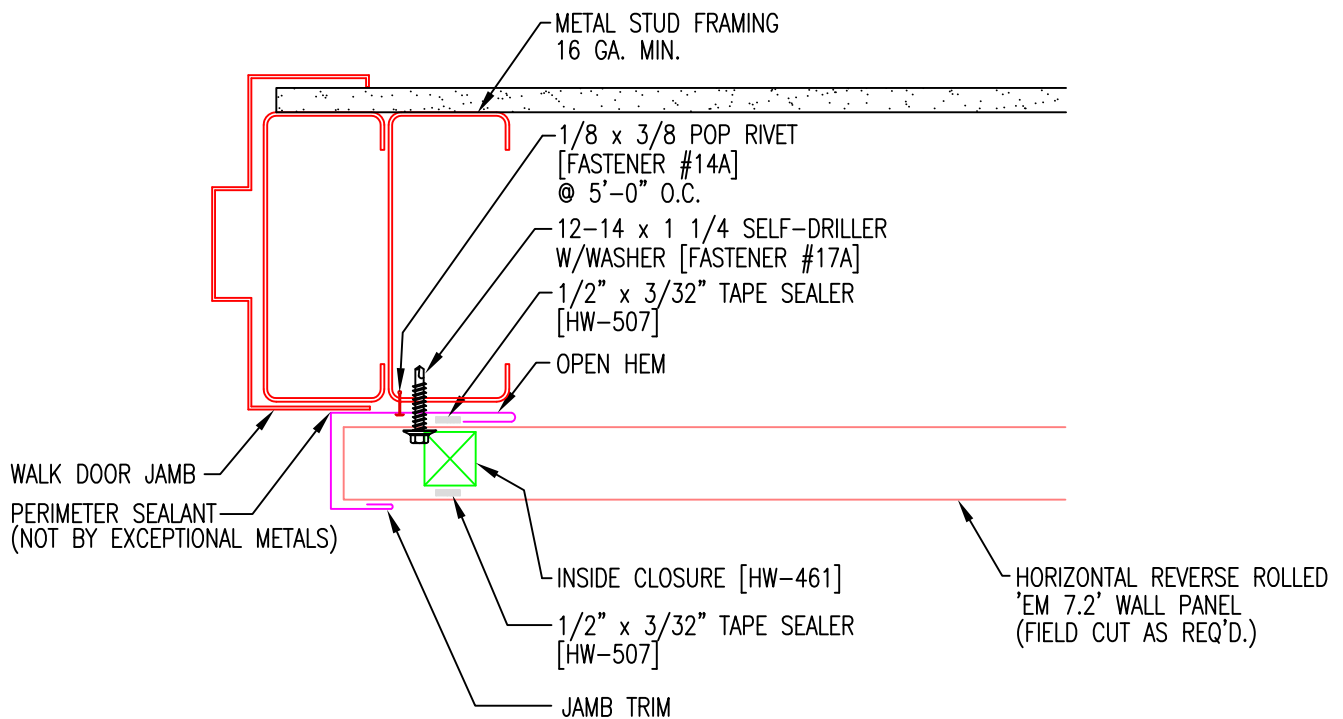 METAL STUD FRAMING
16 GA. MIN.
1/8 x 3/8 POP RIVET
[FASTENER #14A]
@ 5'-0" O.C.
12-14 x 1 1/4 SELF-DRILLER
W/WASHER [FASTENER #17A]
1/2" x 3/32" TAPE SEALER
[HW-507]
OPEN HEM
WALK DOOR JAMB
PERIMETER SEALANT
(NOT BY EXCEPTIONAL METALS)
INSIDE CLOSURE [HW-461]
1/2" x 3/32" TAPE SEALER
[HW-507]
JAMB TRIM
HORIZONTAL REVERSE ROLLED
'EM 7.2' WALL PANEL
(FIELD CUT AS REQ'D.)